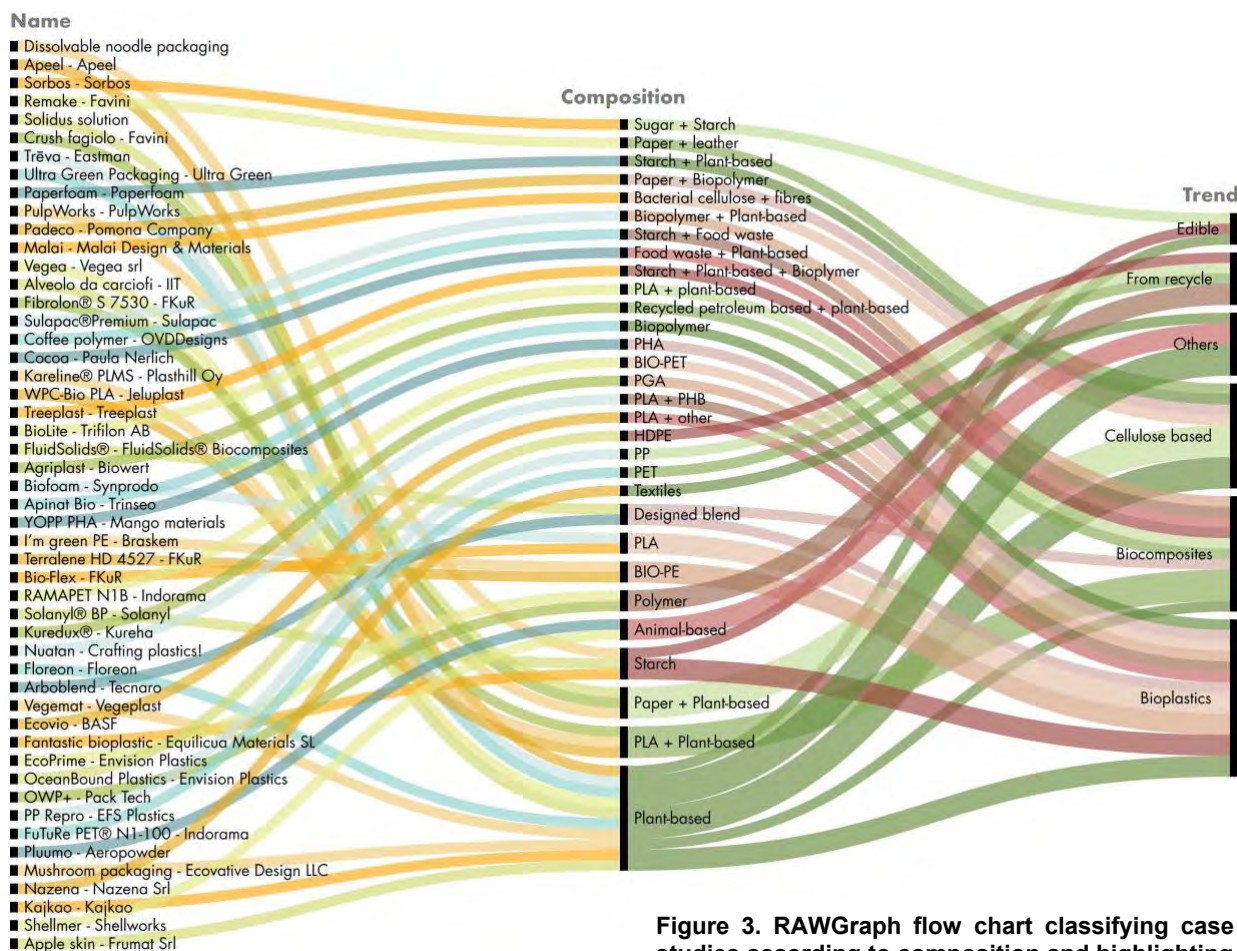 Name
Dissolvable noodle packaging
Apeel - Apeel
Sorbos - Sorbos
Remake - Favini
Solidus solution
Crush fagiolo - Favini
Trēva - Eastman
Ultra Green Packaging - Ultra Green
Paperfoam - Paperfoam
PulpWorks - PulpWorks
Padeco - Pomona Company
Malai - Malai Design & Materials
Vegea - Vegea srl
Alveolo da carciofi - IIT
Fibrolon® S 7530 - FKuR
Sulapac®Premium - Sulapac
Coffee polymer - OVDDesigns
Cocoa - Paula Nerlich
Kareline® PLMS - Plasthill Oy
WPC-Bio PLA - Jeluplast
Treeplast - Treeplast
BioLite - Trifilon AB
FluidSolids® - FluidSolids® Biocomposites
Agriplast - Biowert
Biofoam - Synprodo
Apinat Bio - Trinseo
YOPP PHA - Mango materials
I'm green PE - Braskem
Terralene HD 4527 - FKuR
Bio-Flex - FKuR
RAMAPET N1B - Indorama
Solanyl® BP - Solanyl
Kuredux® - Kureha
Nuatan - Crafting plastics!
Floreon - Floreon
Arboblend - Tecnaro
Vegemat - Vegeplast
Ecovio - BASF
Fantastic bioplastic - Equilicua Materials SL
EcoPrime - Envision Plastics
OceanBound Plastics - Envision Plastics
OWP+ - Pack Tech
PP Repro - EFS Plastics
FuTuRe PET® N1-100 - Indorama
Pluumo - Aeropowder
Mushroom packaging - Ecovative Design LLC
Nazena - Nazena Srl
Kajkao - Kajkao
Shellmer - Shellworks
Apple skin - Frumat Srl
Composition
Sugar + Starch
Paper + leather
Starch + Plant-based
Paper + Biopolymer
Bacterial cellulose + fibres
Biopolymer + Plant-based
Starch + Food waste
Food waste + Plant-based
Starch + Plant-based + Bioplymer
PLA + plant-based
Recycled petroleum based + plant-based
Biopolymer
PHA
BIO-PET
PGA
PLA + PHB
PLA + other
HDPE
PP
PET
Textiles
Designed blend
PLA
BIO-PE
Polymer
Animal-based
Starch
Paper + Plant-based
PLA + Plant-based
Plant-based
Trend
Edible
From recycle
Others
Cellulose based
Biocomposites
Bioplastics
Figure 3. RAWGraph flow chart classifying case
studies according to composition and highlighting